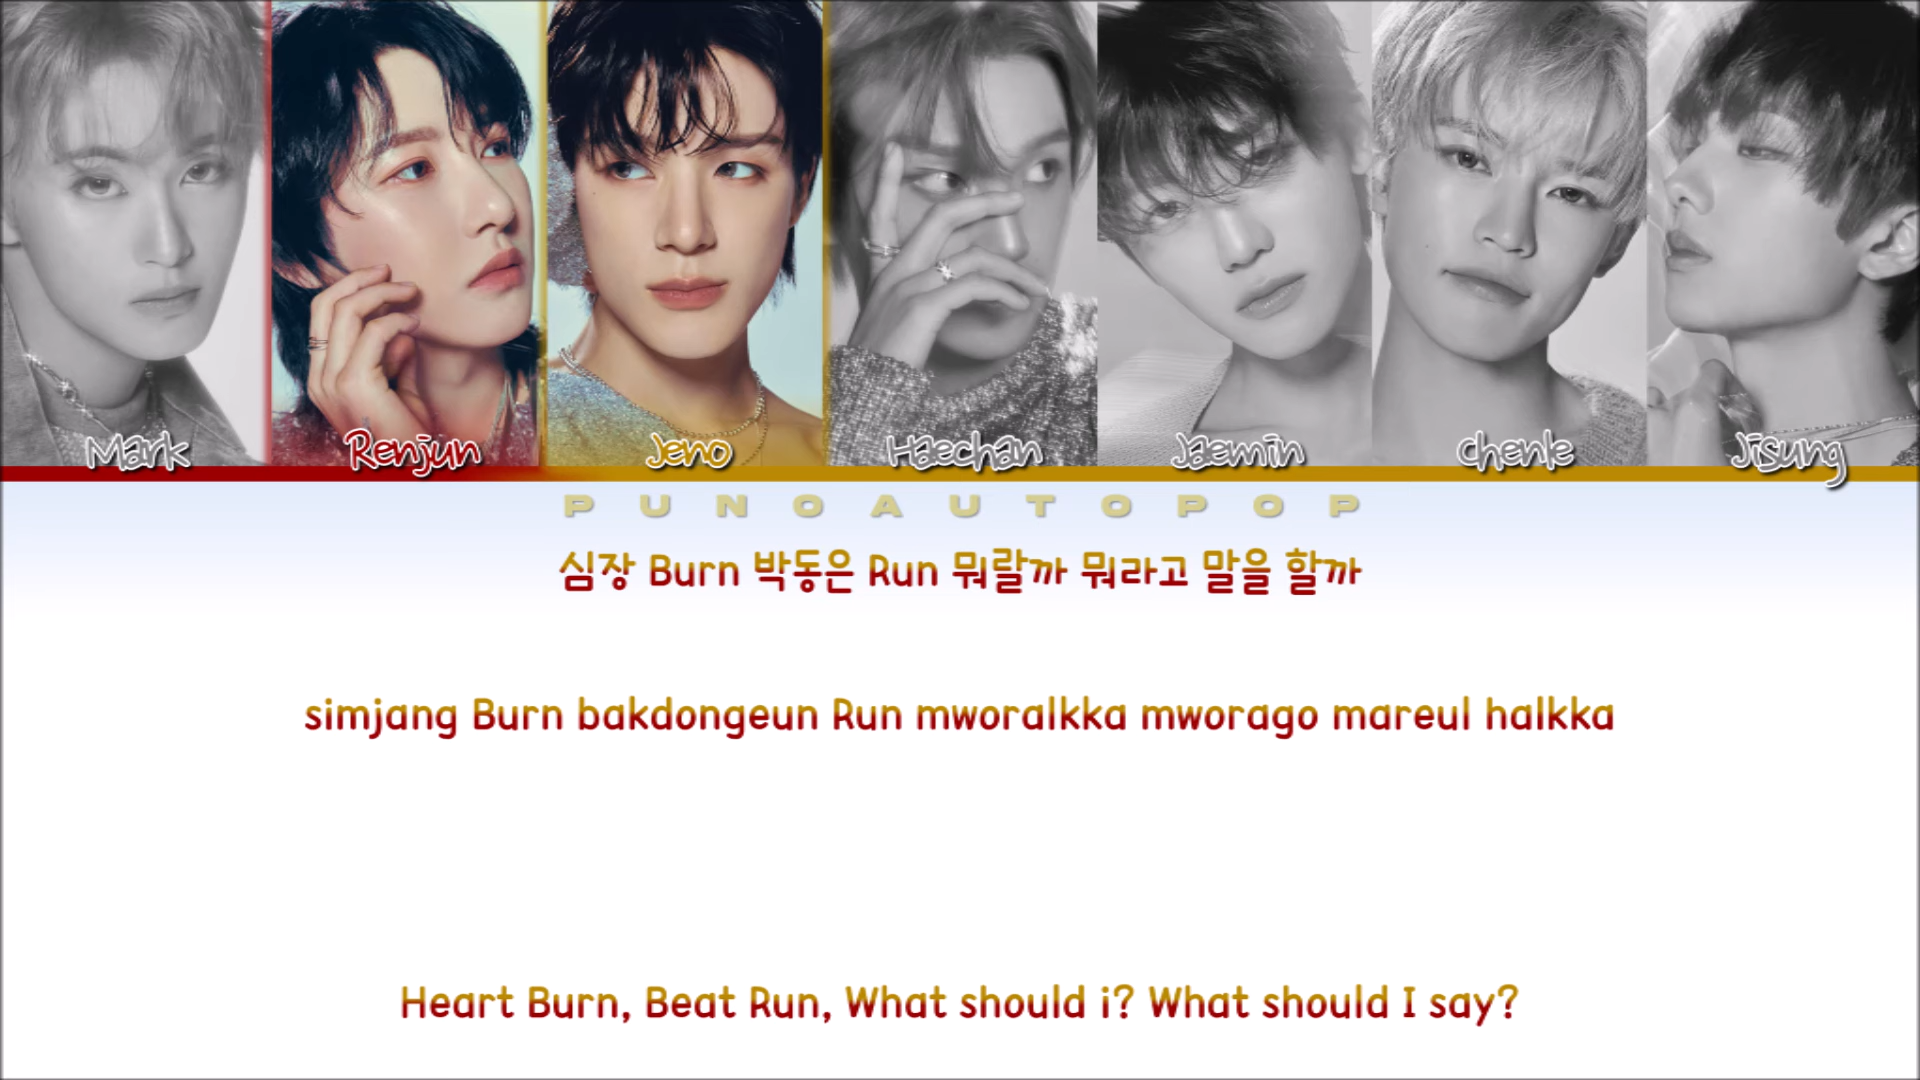 Mark Renjun Jeno Haechan Jaemin chenle Jisung
PUNOAUTOPOP
심장 Burn 박동은 Run 뭐랄까 뭐라고 말을 할까
simjang Burn bakdongeun Run mworalkka mworago mareul halkka
Heart Burn, Beat Run, What should i? What should I say?